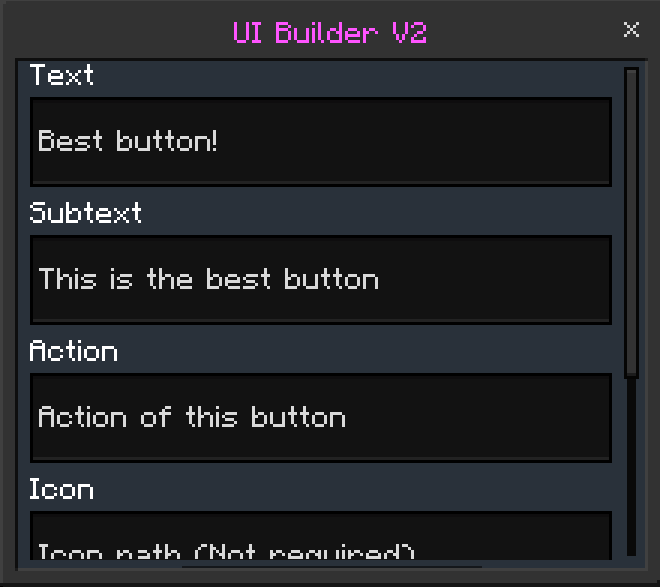 UI Builder V2
Text
Best button!
Subtext
This is the best button
Action
Action of this button
Icon
Icon path (Not required)